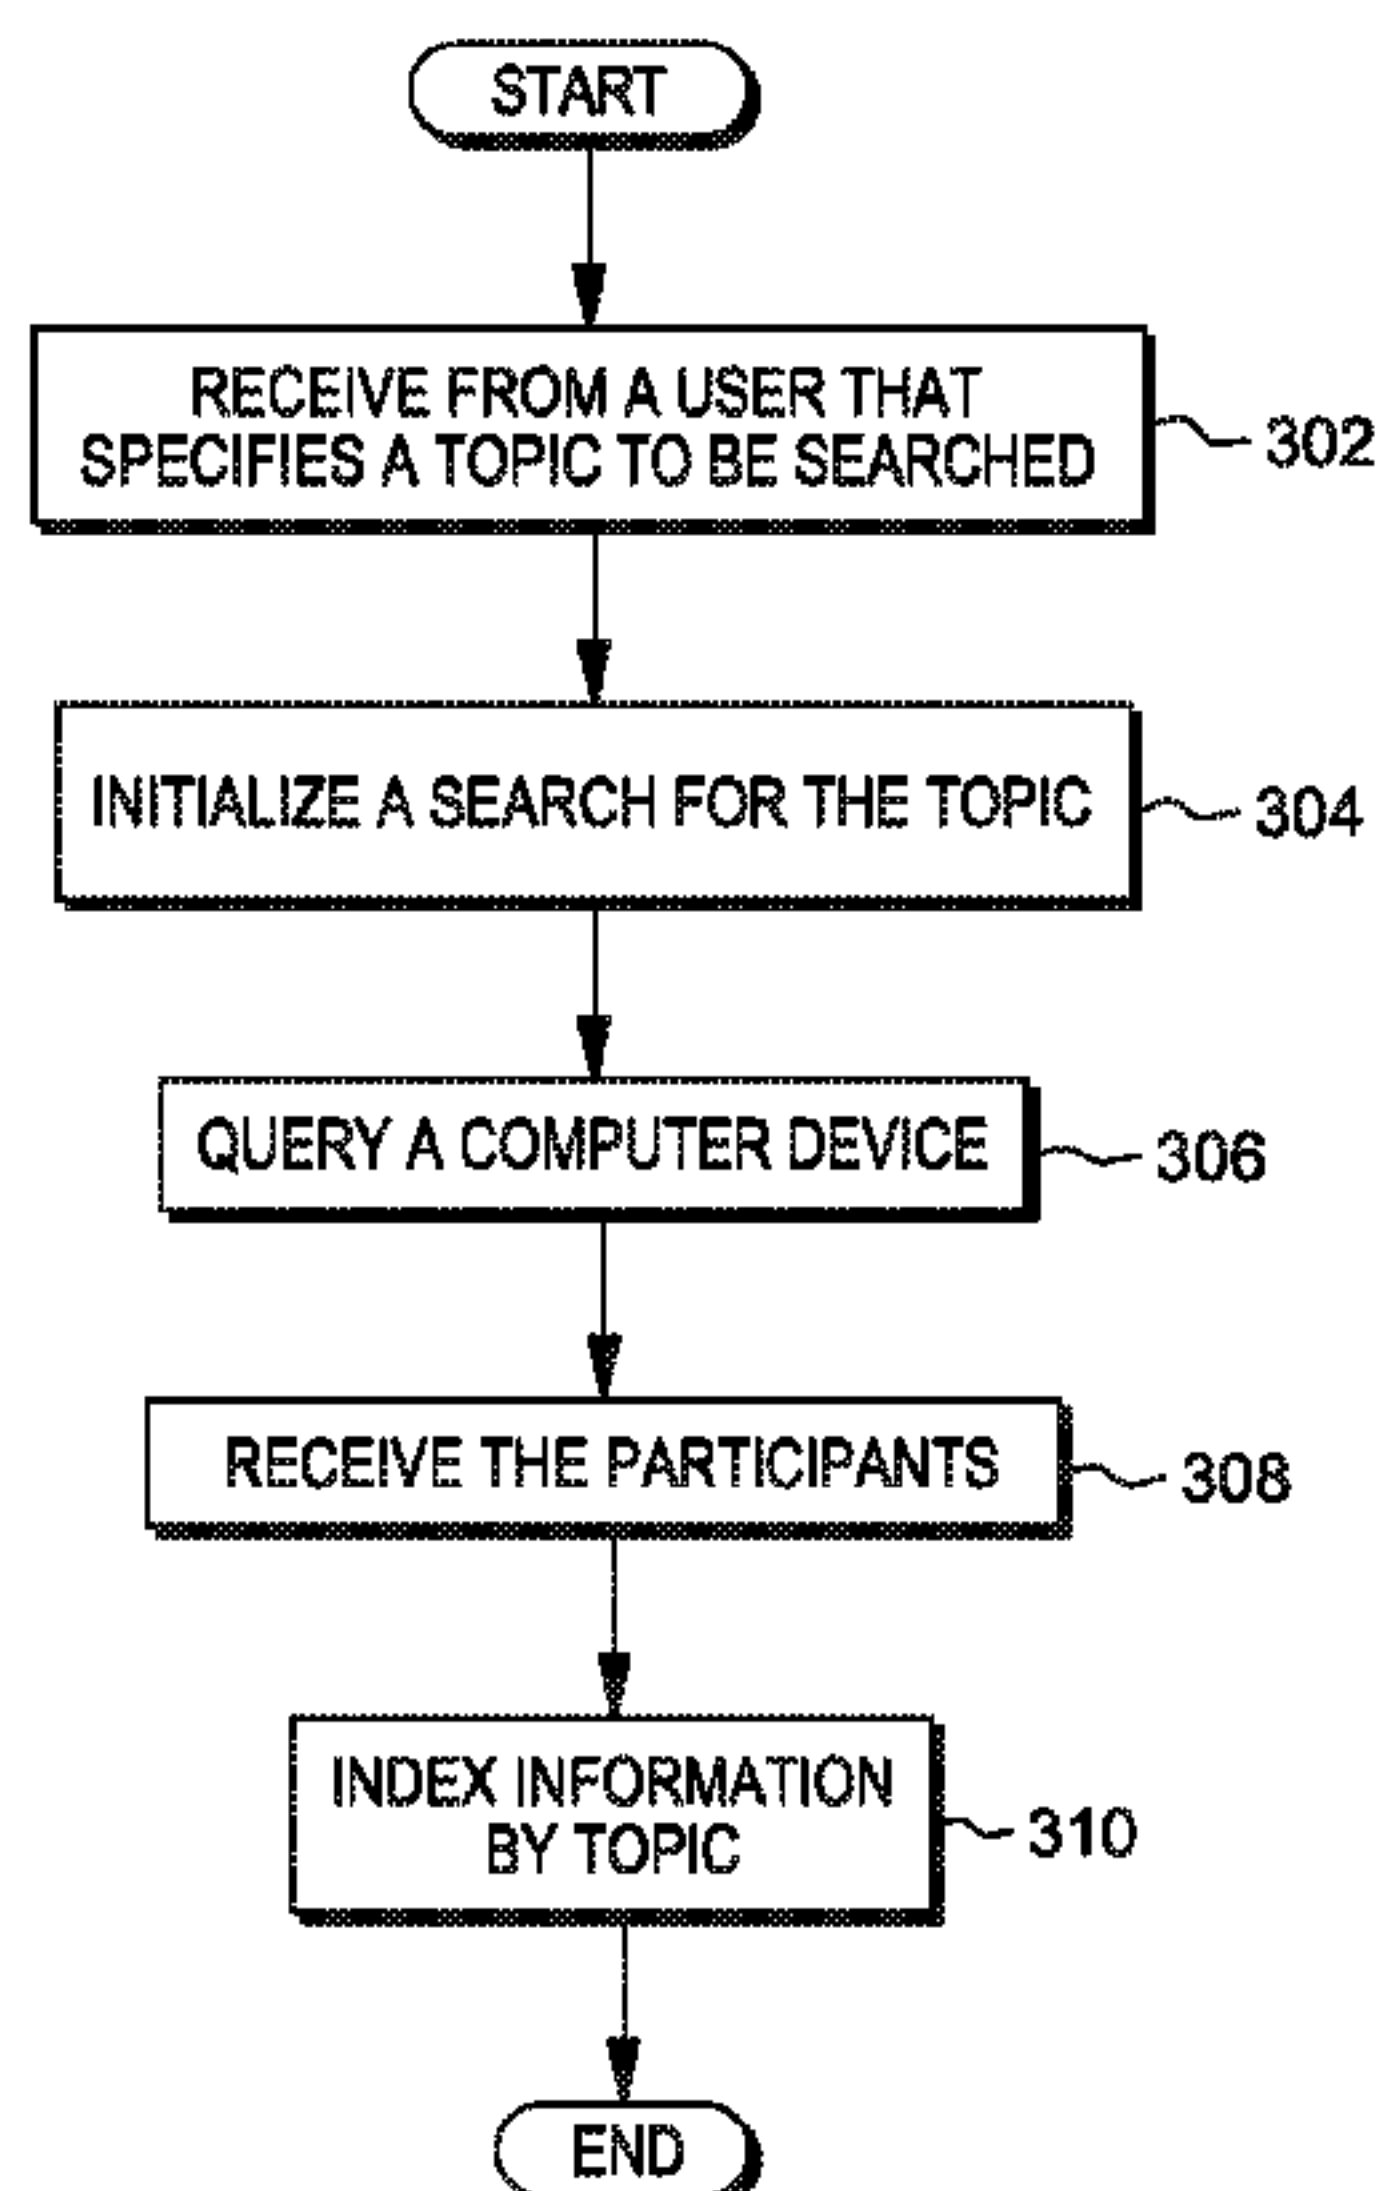 START
RECEIVE FROM A USER THAT
SPECIFIES A TOPIC TO BE SEARCHED
302
INITIALIZE A SEARCH FOR THE TOPIC
304
QUERY A COMPUTER DEVICE
306
RECEIVE THE PARTICIPANTS
308
INDEX INFORMATION
BY TOPIC
310
END